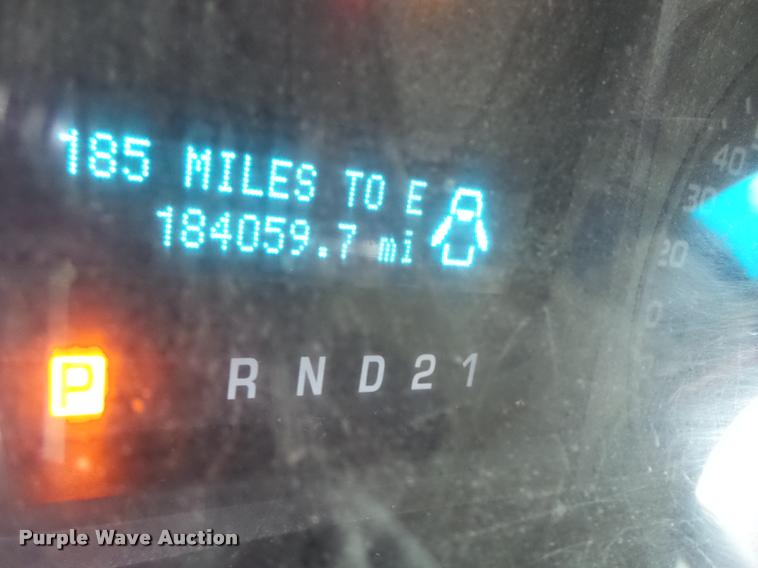 185 MILES TO E
184059.7 mi
P R N D 2 1
40
30
20
Purple Wave Auction